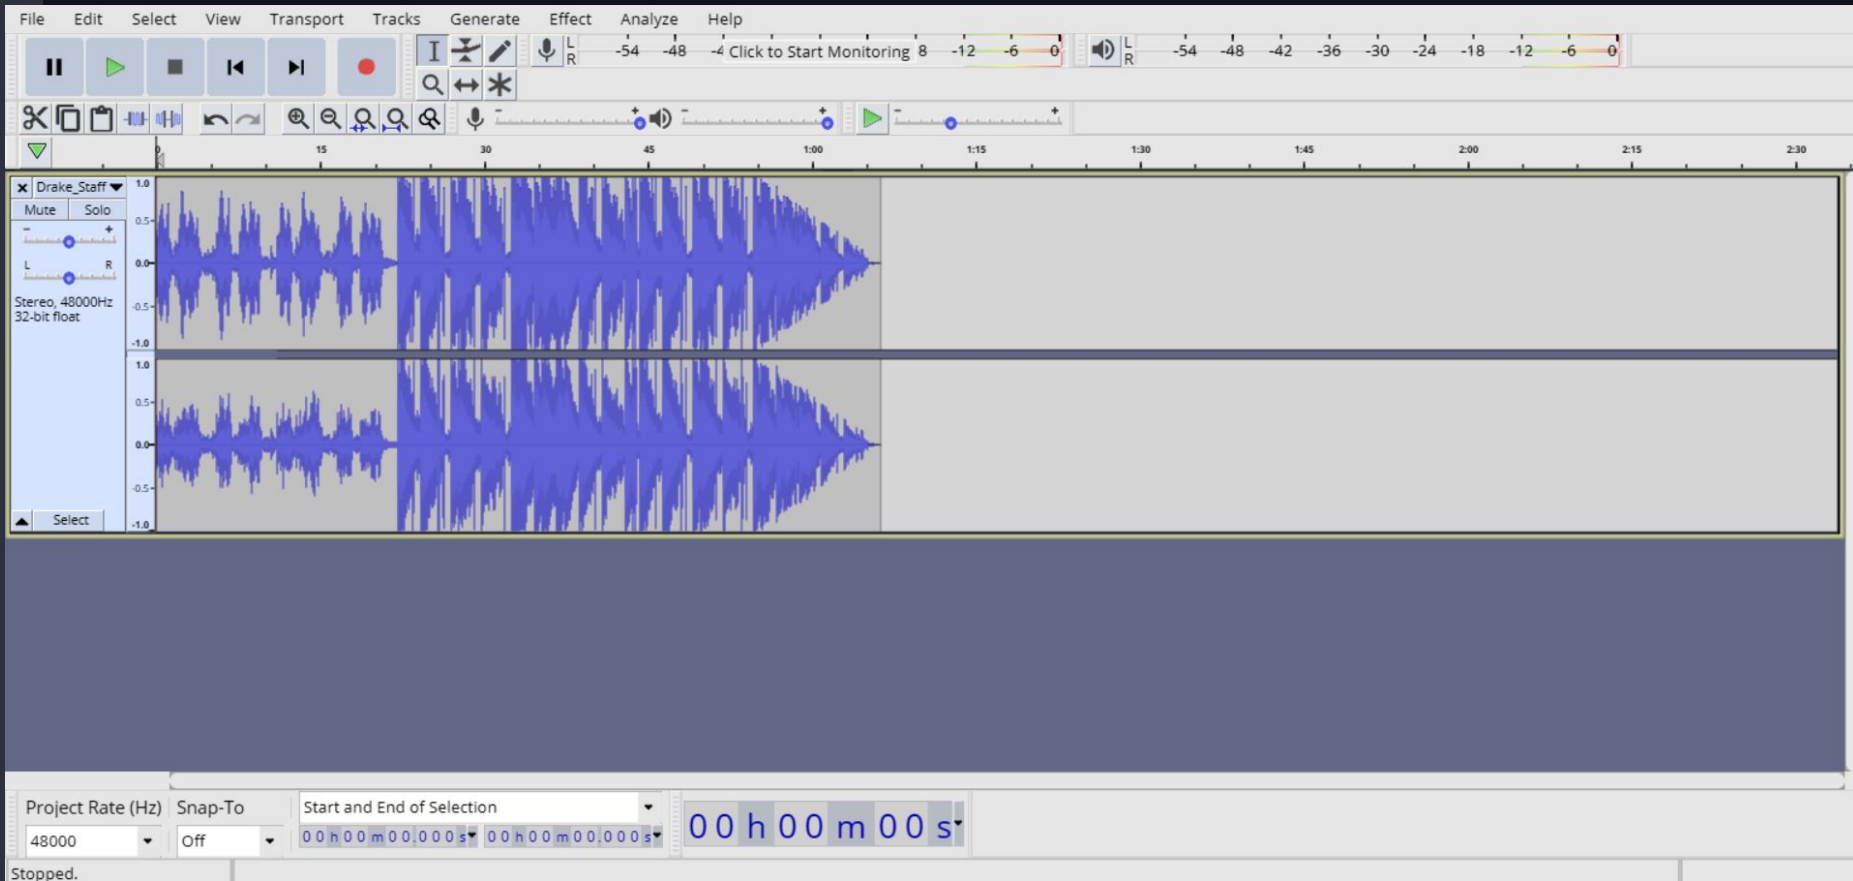 File Edit Select View Transport Tracks Generate Effect Analyze Help
L
R
-54 -48 -4 Click to Start Monitoring 8 -12 -6 0
L
R
-54 -48 -42 -36 -30 -24 -18 -12 -6 0
- +
- +
- +
0 15 30 45 1:00 1:15 1:30 1:45 2:00 2:15 2:30
Drake_Staff
Mute Solo
- +
L R
Stereo, 48000Hz
32-bit float
Select
1.0
0.5
0.0
-0.5
-1.0
1.0
0.5
0.0
-0.5
-1.0
Project Rate (Hz) Snap-To Start and End of Selection
48000 Off 00h00m00.000s 00h00m00.000s 00h00m00s
Stopped.